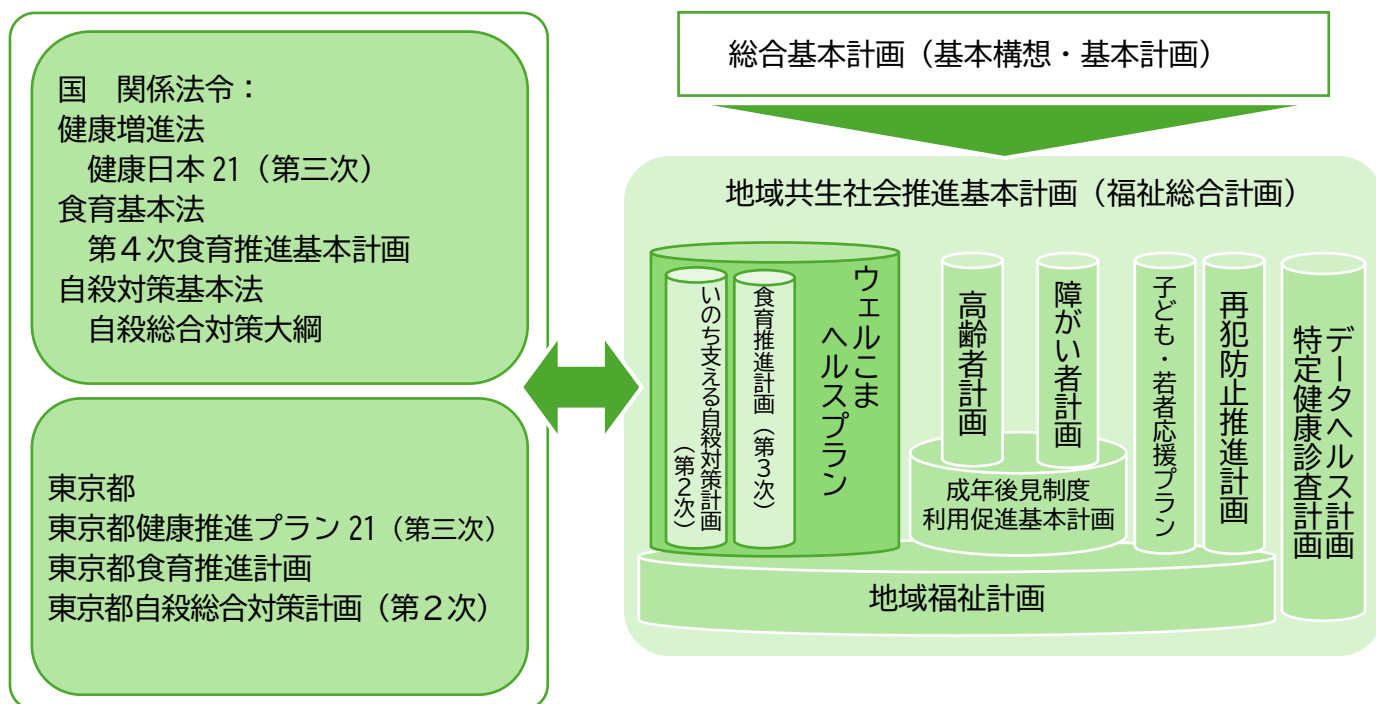 国　関係法令：
健康増進法
　健康日本 21（第三次）
食育基本法
　第４次食育推進基本計画
自殺対策基本法
　自殺総合対策大綱
東京都
東京都健康推進プラン 21（第三次）
東京都食育推進計画
東京都自殺総合対策計画（第２次）
総合基本計画（基本構想・基本計画）
地域共生社会推進基本計画（福祉総合計画）
ウェルこま
ヘルスプラン
食育推進計画（第３次）
いのち支える自殺対策計画
（第２次）
高齢者計画
障がい者計画
成年後見制度
利用促進基本計画
子ども・若者応援プラン
再犯防止推進計画
データヘルス計画
特定健康診査計画
地域福祉計画